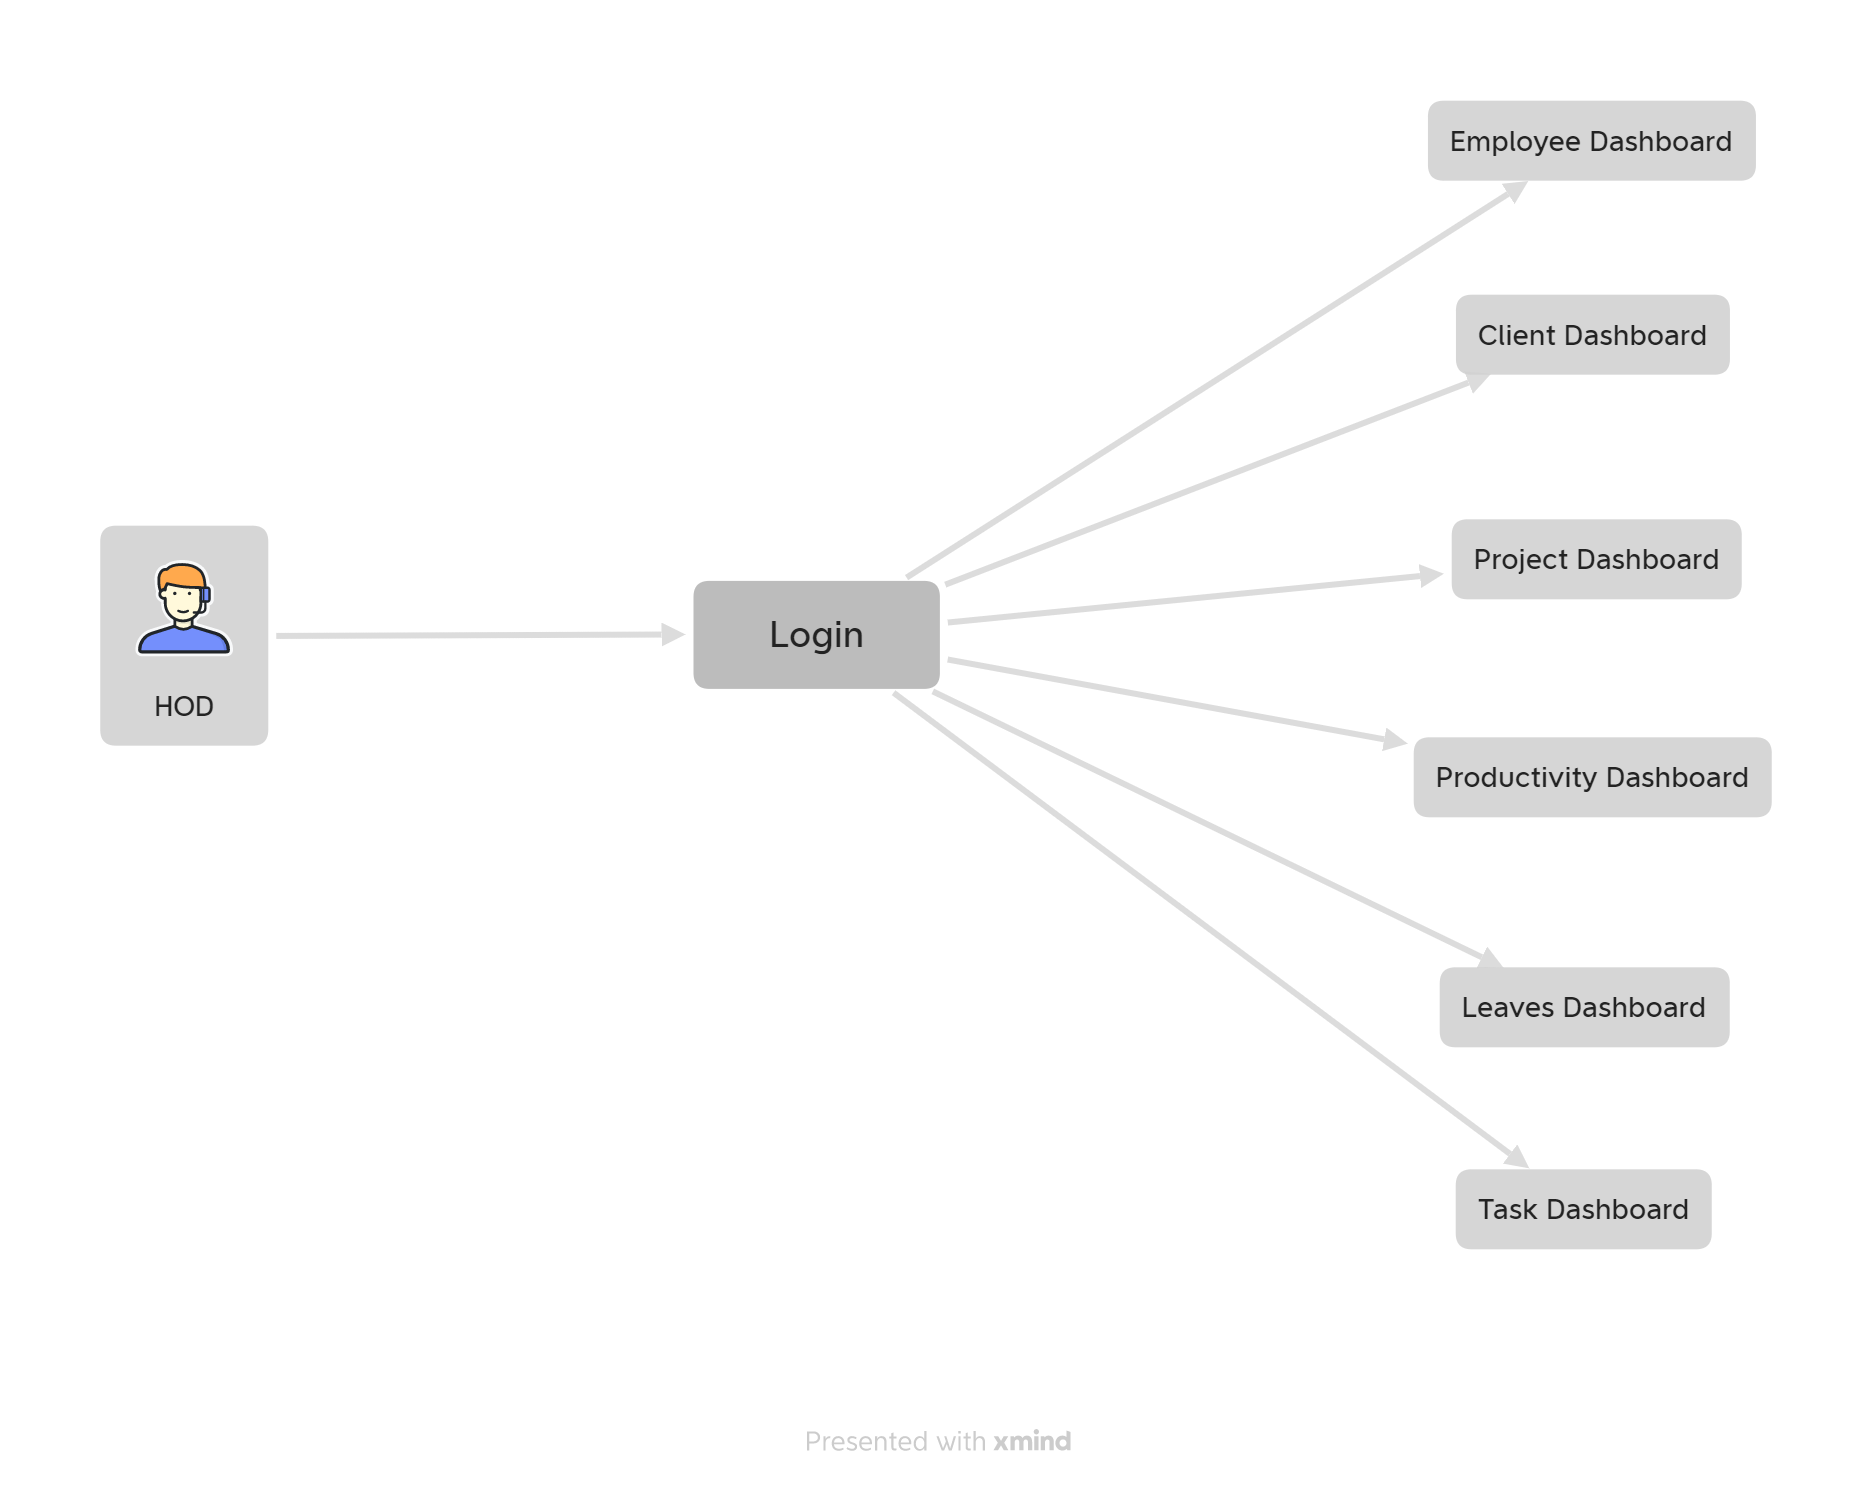 Employee Dashboard
Client Dashboard
Project Dashboard
HOD
Login
Productivity Dashboard
Leaves Dashboard
Task Dashboard
Presented with xmind